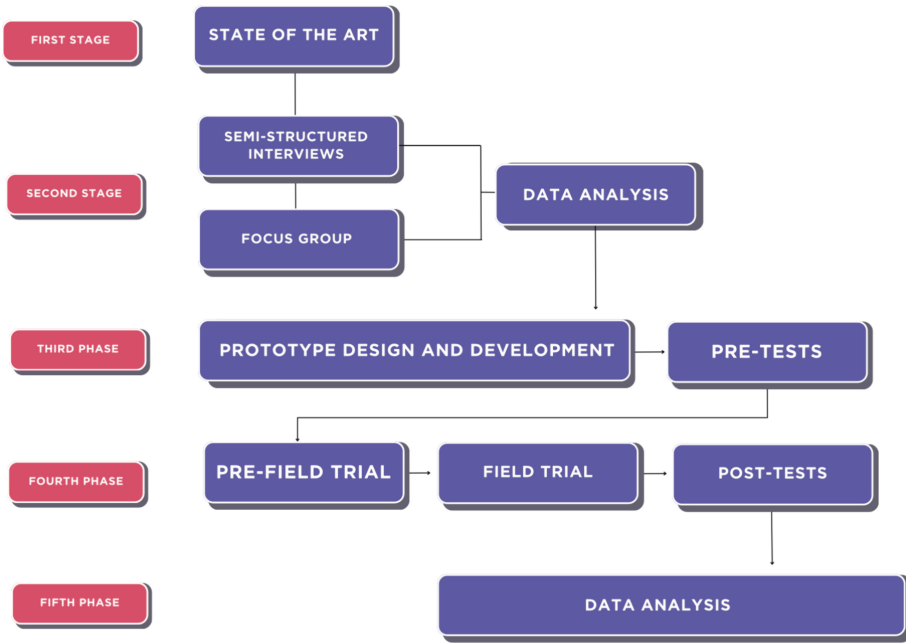 FIRST STAGE
STATE OF THE ART
SEMI-STRUCTURED
INTERVIEWS
SECOND STAGE
DATA ANALYSIS
FOCUS GROUP
THIRD PHASE
PROTOTYPE DESIGN AND DEVELOPMENT
PRE-TESTS
FOURTH PHASE
PRE-FIELD TRIAL
FIELD TRIAL
POST-TESTS
FIFTH PHASE
DATA ANALYSIS